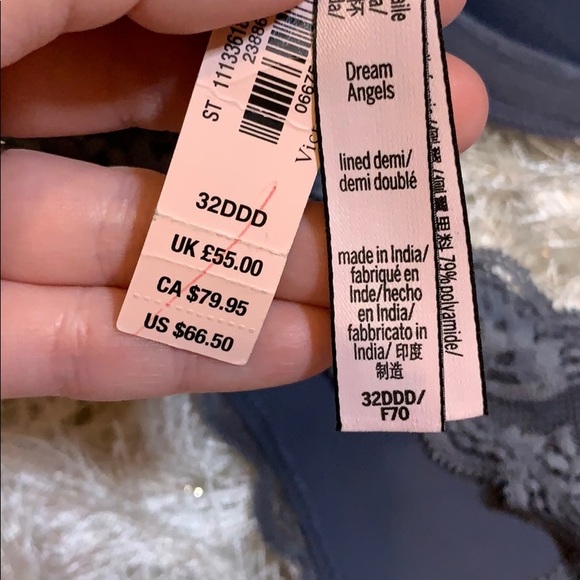 32DDD
UK £55.00
CA $79.95
US $66.50
Dream
Angels
lined demi/
demi doublé
made in India/
fabriqué en
Inde/hecho
en India/
fabbricato in
India/ 印度
制造
32DDD/
F70
79% polyamide/